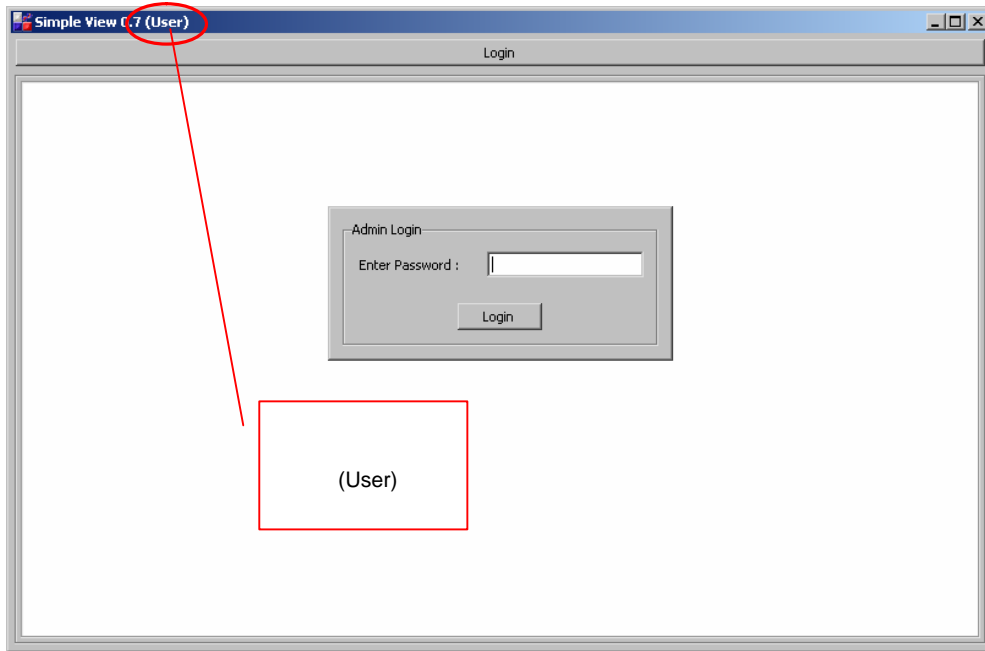 Simple View 0.7 (User)
Login
Admin Login
Enter Password :
Login
(User)